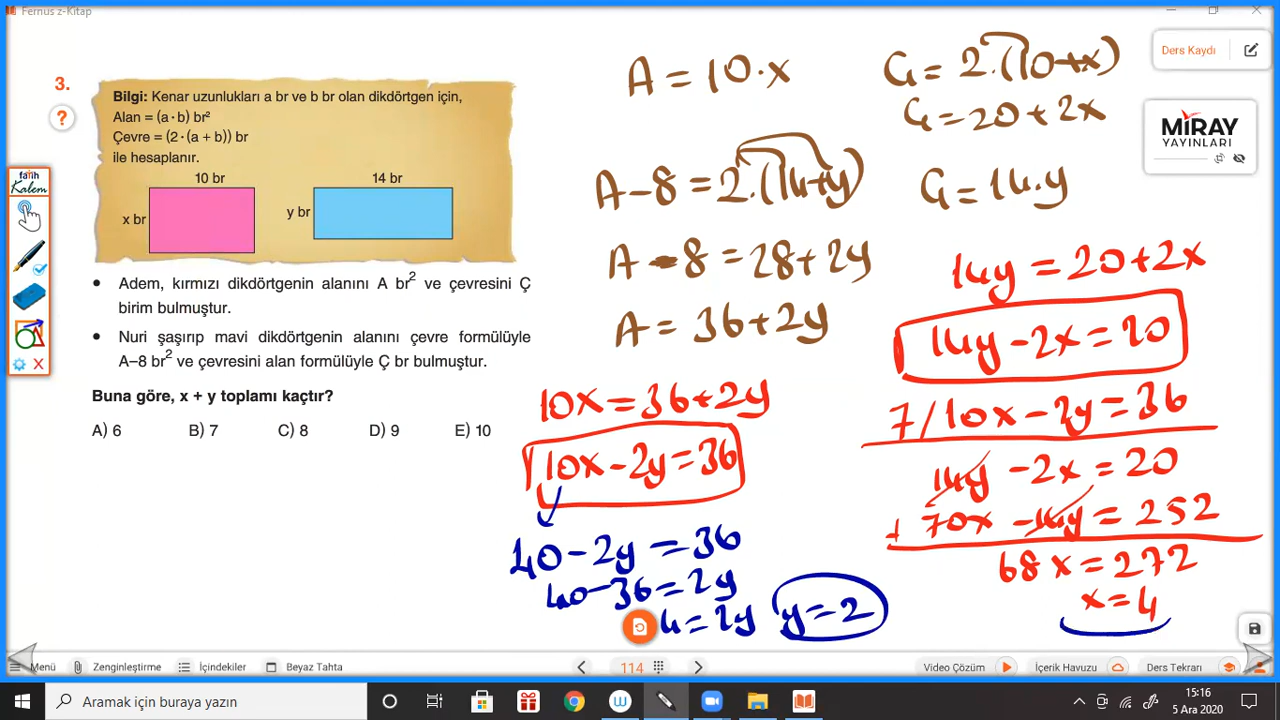 Fernus z-Kitap
3.
?
Bilgi: Kenar uzunlukları a br ve b br olan dikdörtgen için,
Alan = (a · b) br²
Çevre = (2 · (a + b)) br
ile hesaplanır.
10 br
14 br
x br
y br
• Adem, kırmızı dikdörtgenin alanını A br² ve çevresini Ç
birim bulmuştur.
• Nuri şaşırıp mavi dikdörtgenin alanını çevre formülüyle
A–8 br² ve çevresini alan formülüyle Ç br bulmuştur.
Buna göre, x + y toplamı kaçtır?
A) 6 B) 7 C) 8 D) 9 E) 10
fatih
Kalem
A = 10·x
A-8 = 2·(14+y)
A-8 = 28+2y
A = 36+2y
10x = 36+2y
10x-2y = 36
40-2y = 36
40-36 = 2y
4 = 2y
y = 2
Ç = 2·(10+x)
Ç = 20+2x
Ç = 14·y
14y = 20+2x
14y-2x = 20
7/10x-2y = 36
14y-2x = 20
+ 70x-14y = 252
68x = 272
x = 4
Ders Kaydı
MİRAY
YAYINLARI
Menü
Zenginleştirme
İçindekiler
Beyaz Tahta
114
Video Çözüm
İçerik Havuzu
Ders Tekrarı
Aramak için buraya yazın
15:16
5 Ara 2020